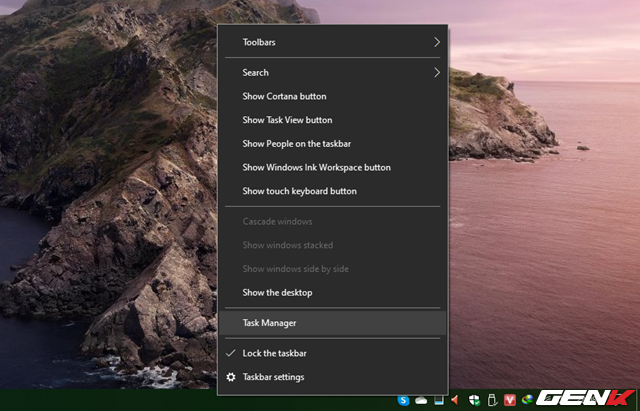 Toolbars
Search
Show Cortana button
Show Task View button
Show People on the taskbar
Show Windows Ink Workspace button
Show touch keyboard button
Cascade windows
Show windows stacked
Show windows side by side
Show the desktop
Task Manager
Lock the taskbar
Taskbar settings
GENK